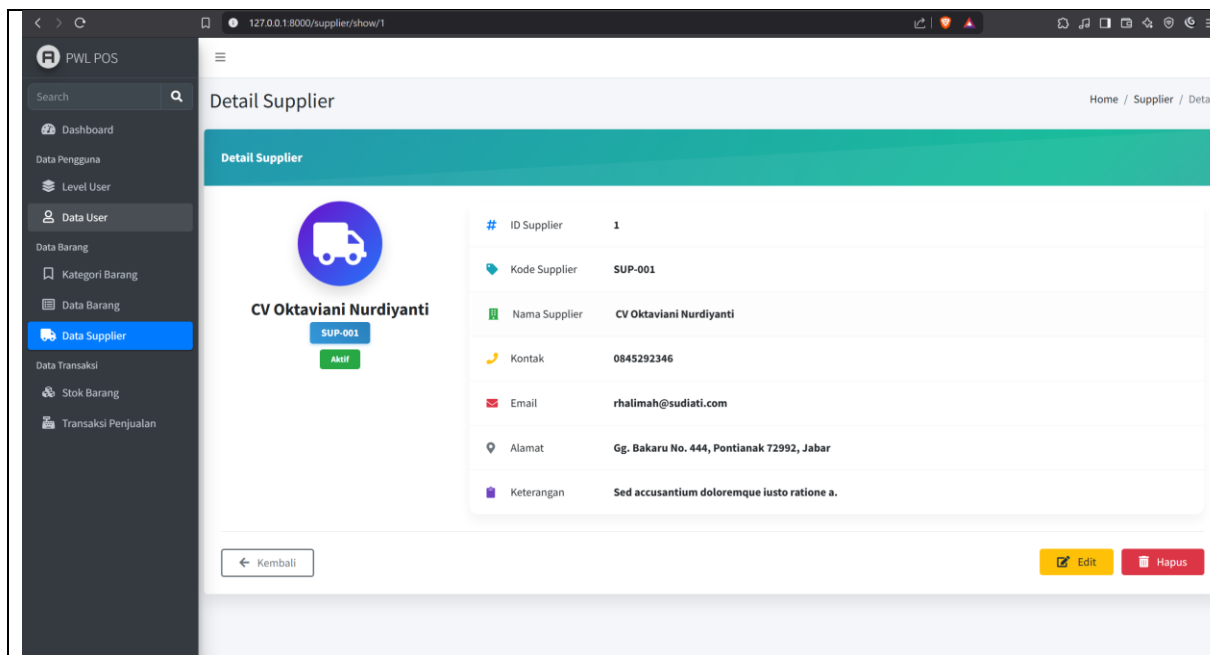 127.0.0.1:8000/supplier/show/1
PWL POS
Search
Dashboard
Data Pengguna
Level User
Data User
Data Barang
Kategori Barang
Data Barang
Data Supplier
Data Transaksi
Stok Barang
Transaksi Penjualan
Detail Supplier
Home / Supplier / Deta
Detail Supplier
CV Oktaviani Nurdiyanti
SUP-001
Aktif
# ID Supplier 1
Kode Supplier SUP-001
Nama Supplier CV Oktaviani Nurdiyanti
Kontak 0845292346
Email rhalimah@sudiati.com
Alamat Gg. Bakaru No. 444, Pontianak 72992, Jabar
Keterangan Sed accusantium doloremque iusto ratione a.
Kembali
Edit
Hapus